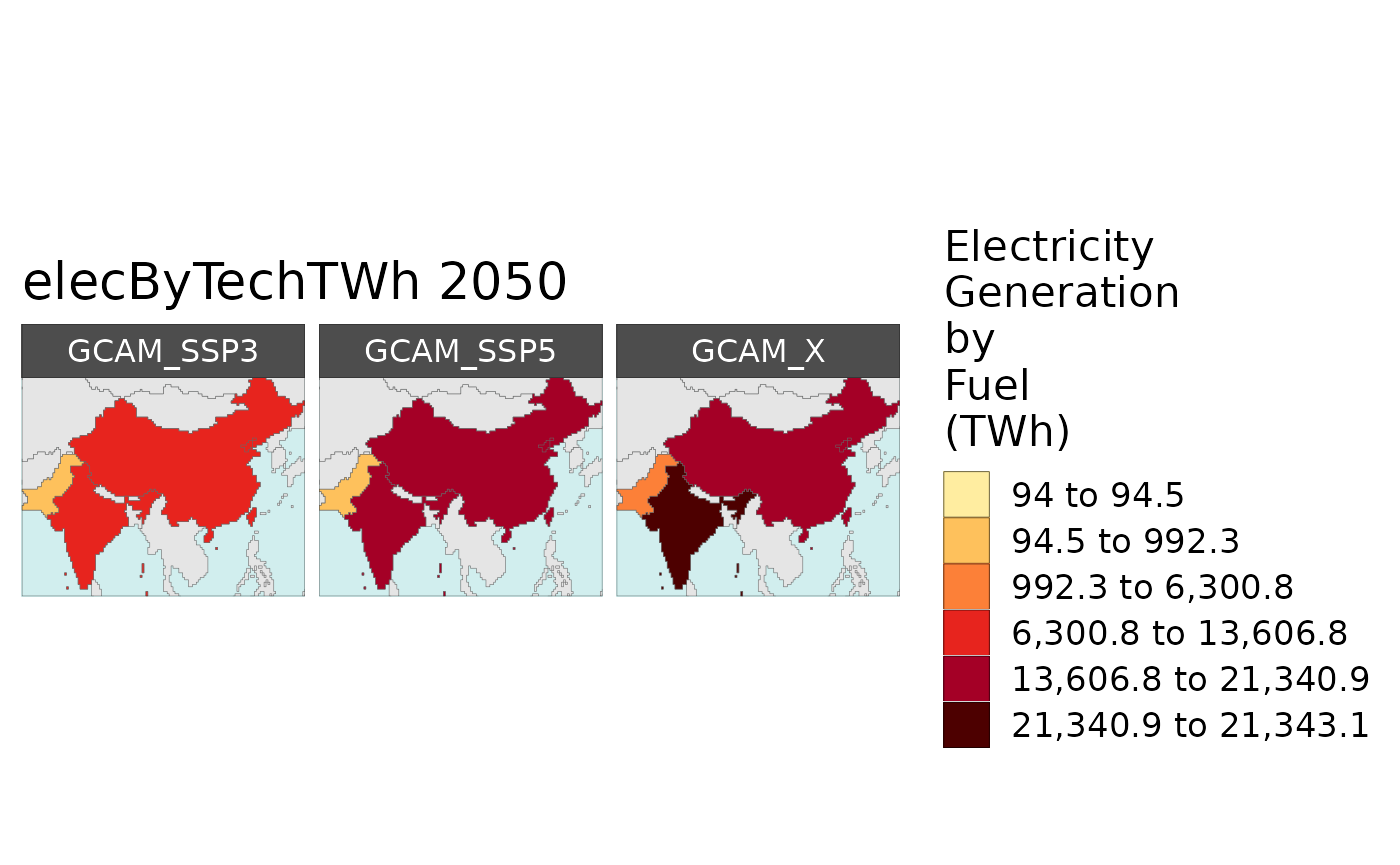 elecByTechTWh 2050
GCAM_SSP3
GCAM_SSP5
GCAM_X
Electricity
Generation
by
Fuel
(TWh)
94 to 94.5
94.5 to 992.3
992.3 to 6,300.8
6,300.8 to 13,606.8
13,606.8 to 21,340.9
21,340.9 to 21,343.1